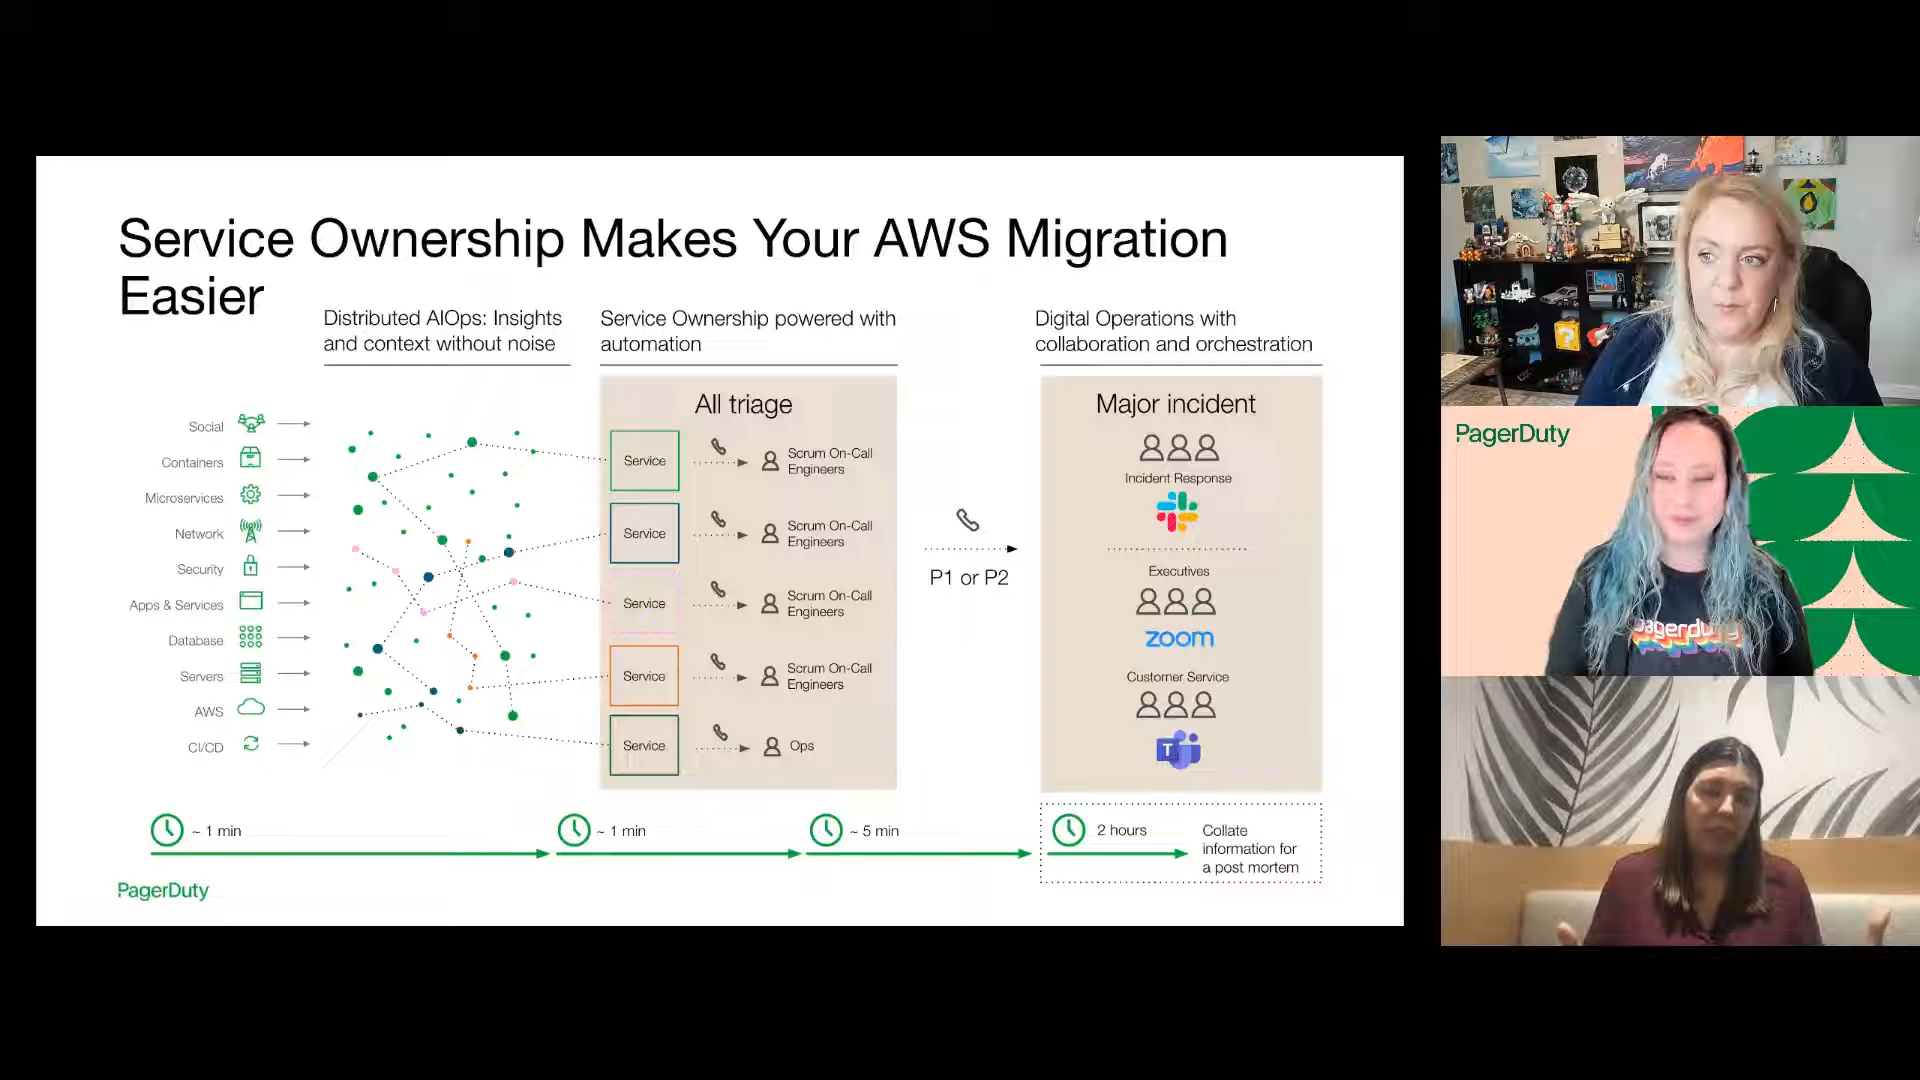 Service Ownership Makes Your AWS Migration
Easier
Distributed AIOps: Insights
and context without noise
Service Ownership powered with
automation
Digital Operations with
collaboration and orchestration
Social
Containers
Microservices
Network
Security
Apps & Services
Database
Servers
AWS
CI/CD
All triage
Service
Scrum On-Call
Engineers
Service
Scrum On-Call
Engineers
Service
Scrum On-Call
Engineers
Service
Scrum On-Call
Engineers
Service
Ops
P1 or P2
Major incident
Incident Response
Executives
zoom
Customer Service
T
~ 1 min
~ 1 min
~ 5 min
2 hours
Collate
information for
a post mortem
PagerDuty
PagerDuty
pagerduty